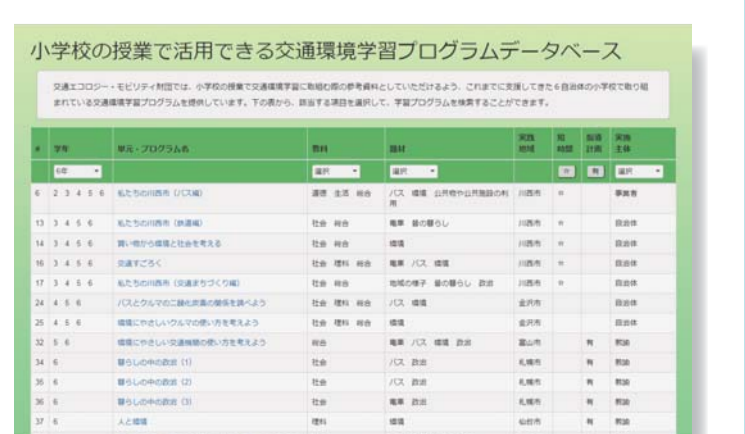 小学校の授業で活用できる交通環境学習プログラムデータベース
交通エコロジー・モビリティ財団では、小学校の授業で交通環境学習に取組む際の参考資料としていただけるよう、これまでに支援してきた6自治体の小学校で取り組
まれている交通環境学習プログラムを提供しています。下の表から、該当する項目を選択して、学習プログラムを検索することができます。
# 学年 単元・プログラム名 教科 題材 実践地域 短時間 指導計画 実施主体
6年 選択 選択 ☆ 有 選択
6 2 3 4 5 6 私たちの川西市（バス編） 道徳 生活 総合 バス 環境 公共物や公共施設の利用 川西市 ☆ 事業者
13 3 4 5 6 私たちの川西市（鉄道編） 社会 総合 電車 昔の暮らし 川西市 ☆ 自治体
14 3 4 5 6 買い物から環境と社会を考える 社会 総合 環境 川西市 ☆ 自治体
16 3 4 5 6 交通すごろく 社会 理科 総合 電車 バス 環境 川西市 ☆ 自治体
17 3 4 5 6 私たちの川西市（交通まちづくり編） 社会 総合 地域の様子 昔の暮らし 政治 川西市 ☆ 自治体
24 4 5 6 バスとクルマの二酸化炭素の関係を調べよう 社会 理科 総合 バス 環境 金沢市 自治体
25 4 5 6 環境にやさしいクルマの使い方を考えよう 社会 理科 総合 環境 金沢市 自治体
32 5 6 環境にやさしい交通機関の使い方を考えよう 総合 電車 バス 環境 政治 富山市 有 教諭
34 6 暮らしの中の政治（1） 社会 バス 政治 札幌市 有 教諭
35 6 暮らしの中の政治（2） 社会 バス 政治 札幌市 有 教諭
36 6 暮らしの中の政治（3） 社会 電車 政治 札幌市 有 教諭
37 6 人と環境 理科 環境 仙台市 有 教諭